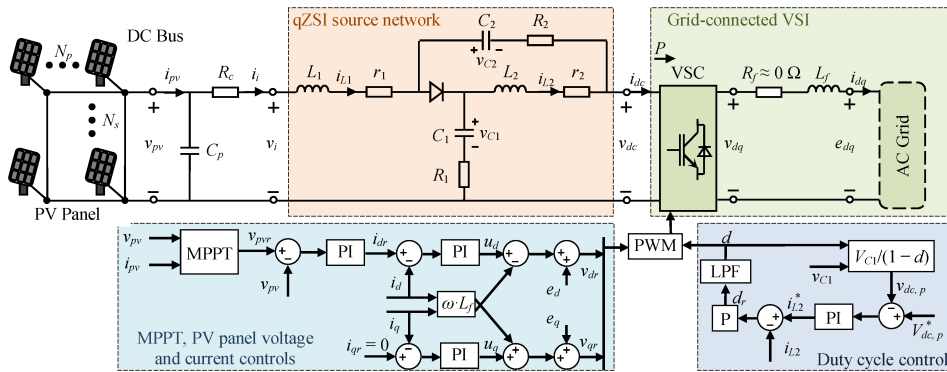 qZSI source network
Grid-connected VSI
DC Bus
N_p
N_s
PV Panel
i_pv
R_c
i_i
v_pv
C_p
v_i
L_1
i_L1
r_1
C_2
R_2
v_C2
L_2
i_L2
r_2
C_1
v_C1
R_1
i_dc
v_dc
P
VSC
R_f ≈ 0 Ω
L_f
i_dq
v_dq
e_dq
AC Grid
v_pv
i_pv
MPPT
v_pvr
v_pv
PI
i_dr
PI
u_d
v_dr
e_d
i_d
i_q
ω·L_f
e_q
i_qr = 0
PI
u_q
v_qr
MPPT, PV panel voltage
and current controls
PWM
d
LPF
d_r
P
i_L2
i*_L2
PI
v_C1
V_C1/(1−d)
v_dc, p
V*_dc, p
Duty cycle control